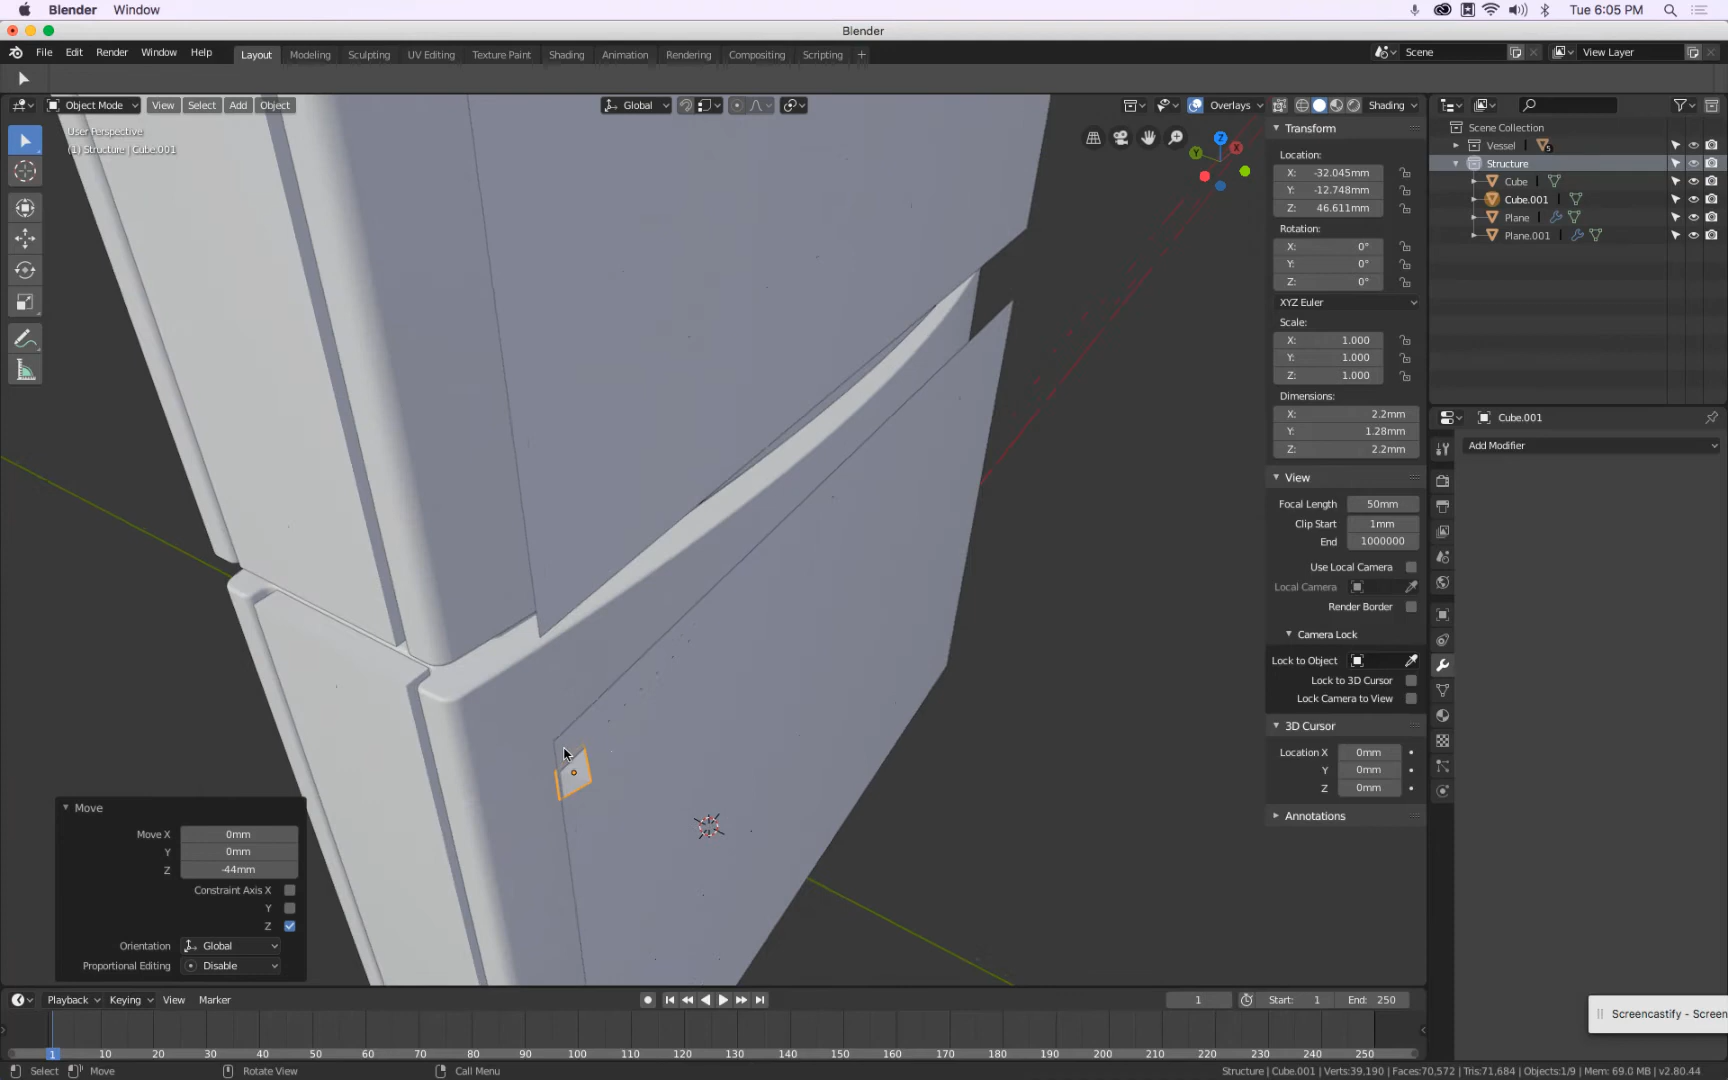 Blender Window Tue 6:05 PM
Blender
File Edit Render Window Help Layout Modeling Sculpting UV Editing Texture Paint Shading Animation Rendering Compositing Scripting + Scene View Layer
Object Mode View Select Add Object Global Overlays Shading
User Perspective
(1) Structure | Cube.001
Y Z X
Transform
Location:
X: -32.045mm
Y: -12.748mm
Z: 46.611mm
Rotation:
X: 0°
Y: 0°
Z: 0°
XYZ Euler
Scale:
X: 1.000
Y: 1.000
Z: 1.000
Dimensions:
X: 2.2mm
Y: 1.28mm
Z: 2.2mm
View
Focal Length 50mm
Clip Start 1mm
End 1000000
Use Local Camera
Local Camera
Render Border
Camera Lock
Lock to Object
Lock to 3D Cursor
Lock Camera to View
3D Cursor
Location X 0mm
Y 0mm
Z 0mm
Annotations
Scene Collection
Vessel 5
Structure
Cube
Cube.001
Plane
Plane.001
Cube.001
Add Modifier
Move
Move X 0mm
Y 0mm
Z -44mm
Constraint Axis X
Y
Z
Orientation Global
Proportional Editing Disable
Playback Keying View Marker 1 Start: 1 End: 250
1 10 20 30 40 50 60 70 80 90 100 110 120 130 140 150 160 170 180 190 200 210 220 230 240 250
Screencastify - Screen
Select Move Rotate View Call Menu Structure | Cube.001 | Verts:39,190 | Faces:70,572 | Tris:71,684 | Objects:1/9 | Mem: 69.0 MB | v2.80.44